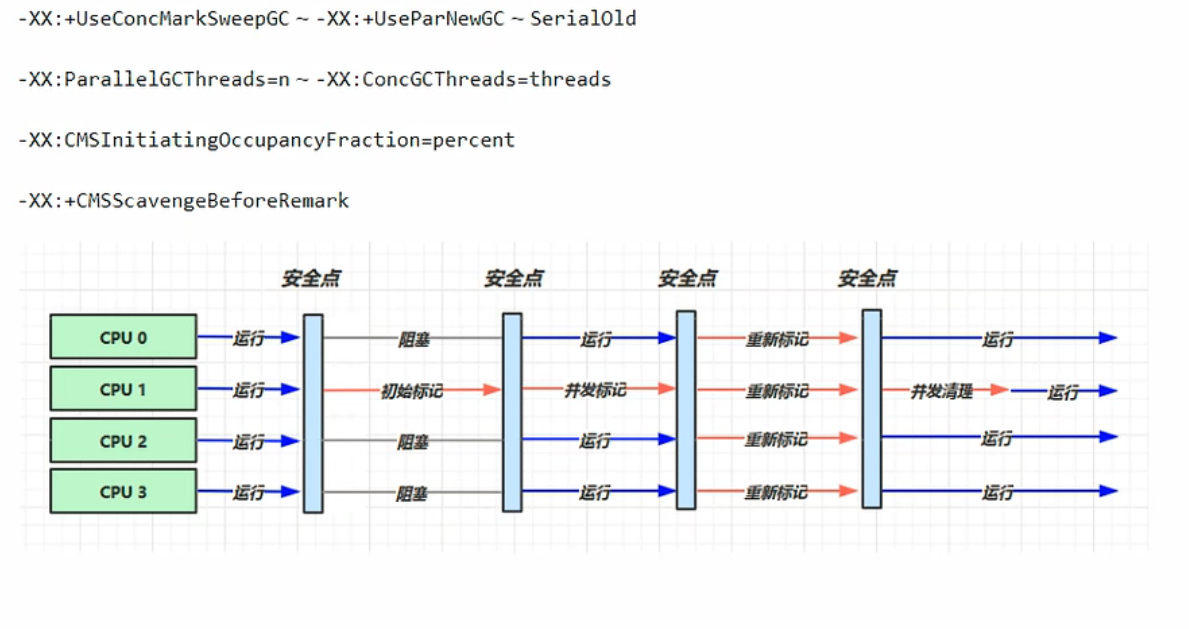 -XX:+UseConcMarkSweepGC ~ -XX:+UseParNewGC ~ SerialOld
-XX:ParallelGCThreads=n ~ -XX:ConcGCThreads=threads
-XX:CMSInitiatingOccupancyFraction=percent
-XX:+CMSScavengeBeforeRemark
安全点 安全点 安全点 安全点
CPU 0 运行 阻塞 运行 重新标记 运行
CPU 1 运行 初始标记 并发标记 重新标记 并发清理 运行
CPU 2 运行 阻塞 运行 重新标记 运行
CPU 3 运行 阻塞 运行 重新标记 运行